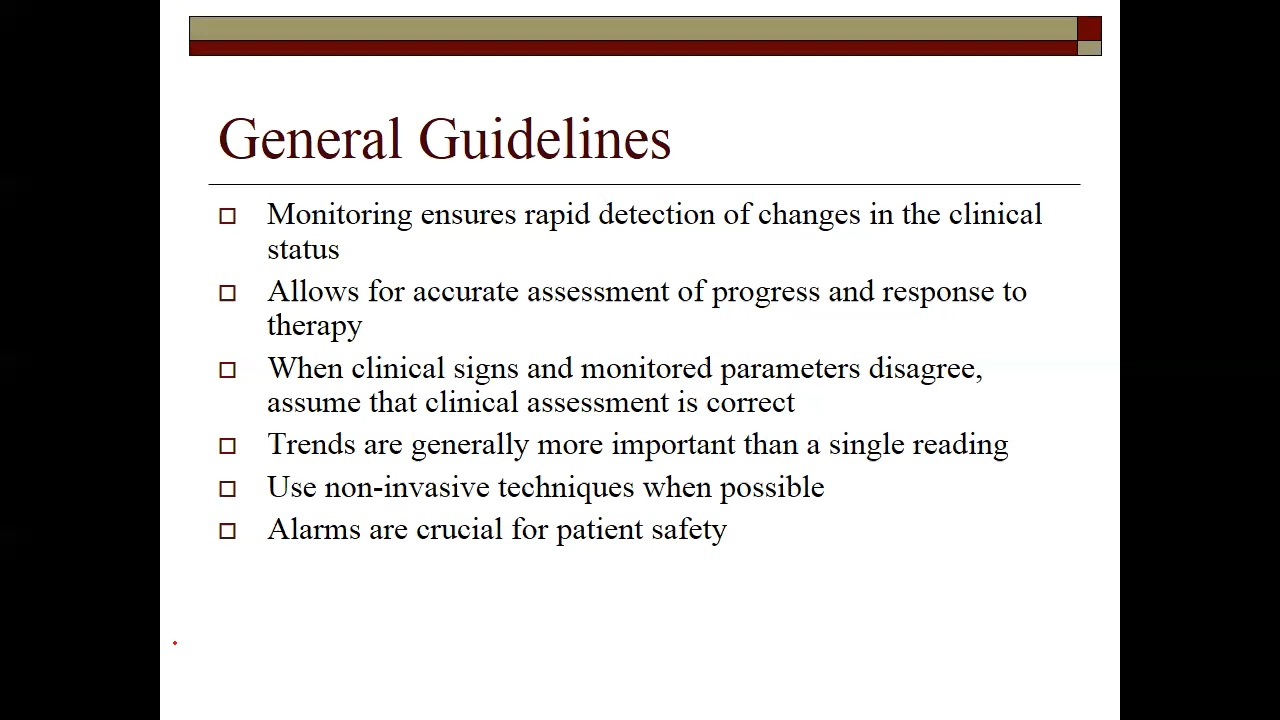 General Guidelines
Monitoring ensures rapid detection of changes in the clinical
status
Allows for accurate assessment of progress and response to
therapy
When clinical signs and monitored parameters disagree,
assume that clinical assessment is correct
Trends are generally more important than a single reading
Use non-invasive techniques when possible
Alarms are crucial for patient safety